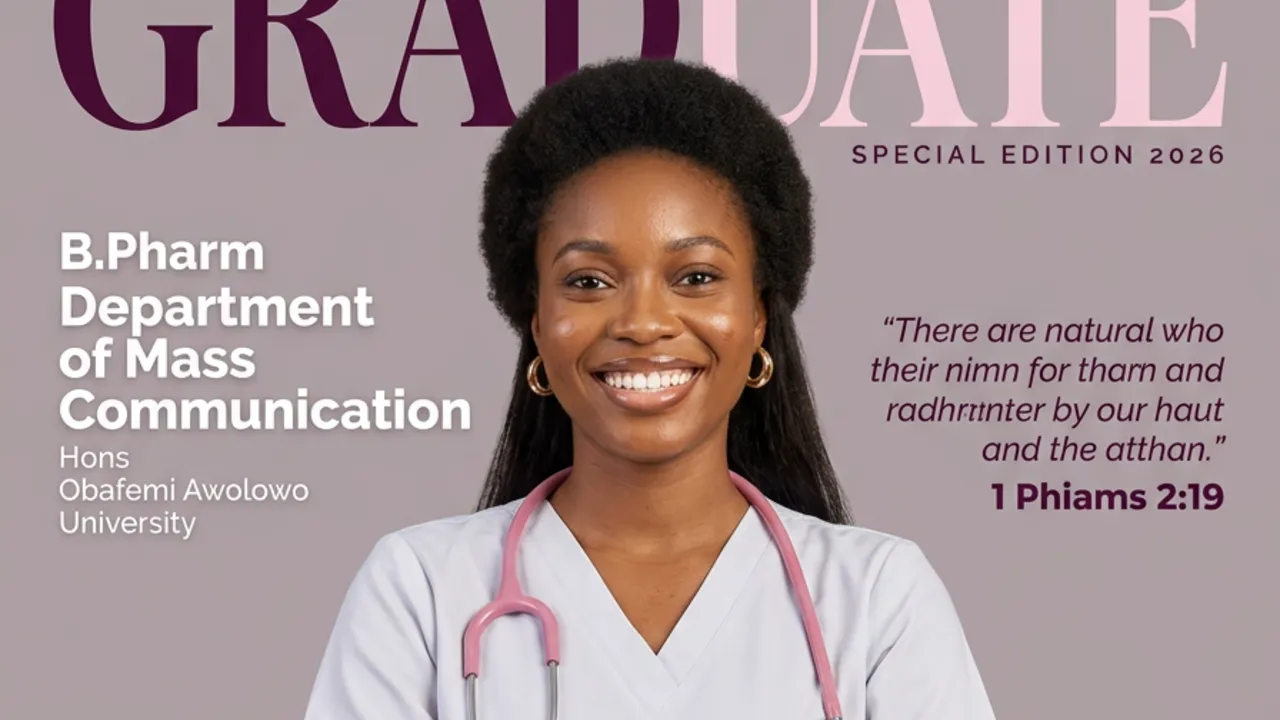 GRADUATE
SPECIAL EDITION 2026
B.Pharm
Department
of Mass
Communication
Hons
Obafemi Awolowo
University
“There are natural who
their nimn for tharn and
by our haut
and the atthan.”
1 Phiams 2:19